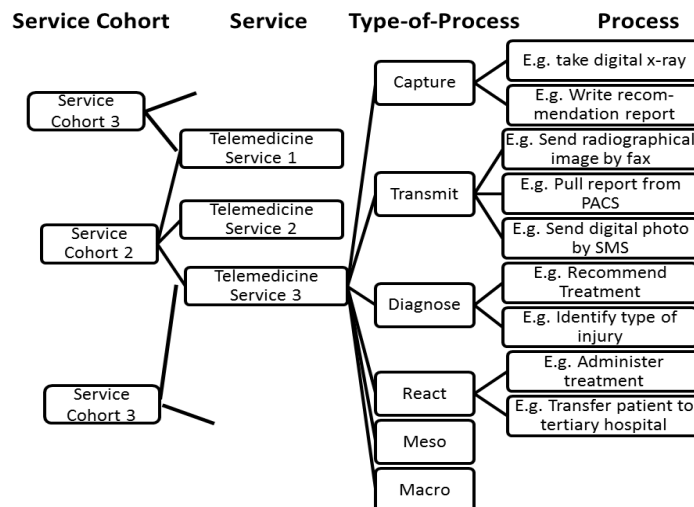 Service Cohort
Service
Type-of-Process
Process
Service
Cohort 3
Service
Cohort 2
Service
Cohort 3
Telemedicine
Service 1
Telemedicine
Service 2
Telemedicine
Service 3
Capture
Transmit
Diagnose
React
Meso
Macro
E.g. take digital x-ray
E.g. Write recom-
mendation report
E.g. Send radiographical
image by fax
E.g. Pull report from
PACS
E.g. Send digital photo
by SMS
E.g. Recommend
Treatment
E.g. Identify type of
injury
E.g. Administer
treatment
E.g. Transfer patient to
tertiary hospital